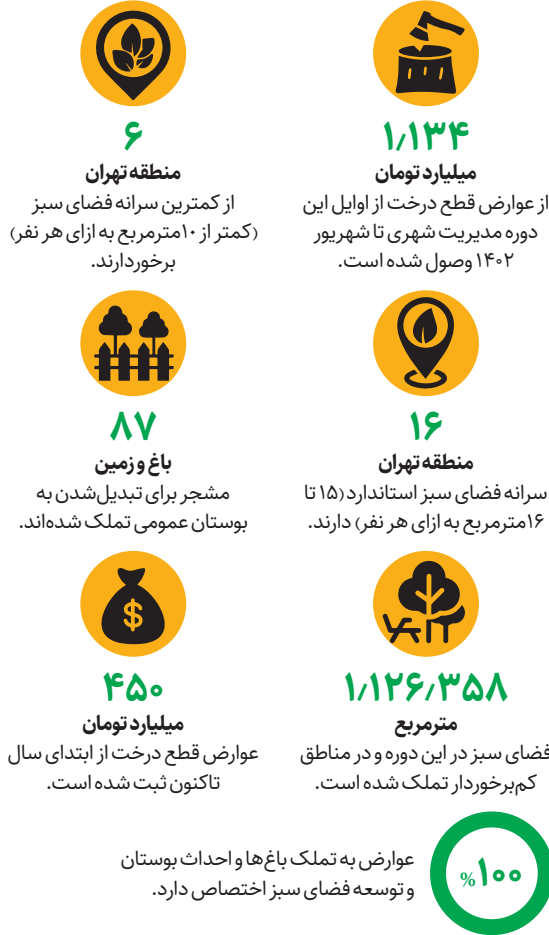 ۱٫۱۳۴
میلیارد تومان
از عوارض قطع درخت از اوایل این
دوره مدیریت شهری تا شهریور
۱۴۰۲ وصول شده است.
۶
منطقه تهران
از کمترین سرانه فضای سبز
(کمتر از ۱۰مترمربع به ازای هر نفر)
برخوردارند.
۱۶
منطقه تهران
سرانه فضای سبز استاندارد (۱۵ تا
۱۶مترمربع به ازای هر نفر) دارند.
۸۷
باغ و زمین
مشجر برای تبدیل‌شدن به
بوستان عمومی تملک شده‌اند.
۱٫۱۲۶٫۳۵۸
مترمربع
فضای سبز در این دوره و در مناطق
کم‌برخوردار تملک شده است.
$
۴۵۰
میلیارد تومان
عوارض قطع درخت از ابتدای سال
تاکنون ثبت شده است.
%۱۰۰
عوارض به تملک باغ‌ها و احداث بوستان
و توسعه فضای سبز اختصاص دارد.